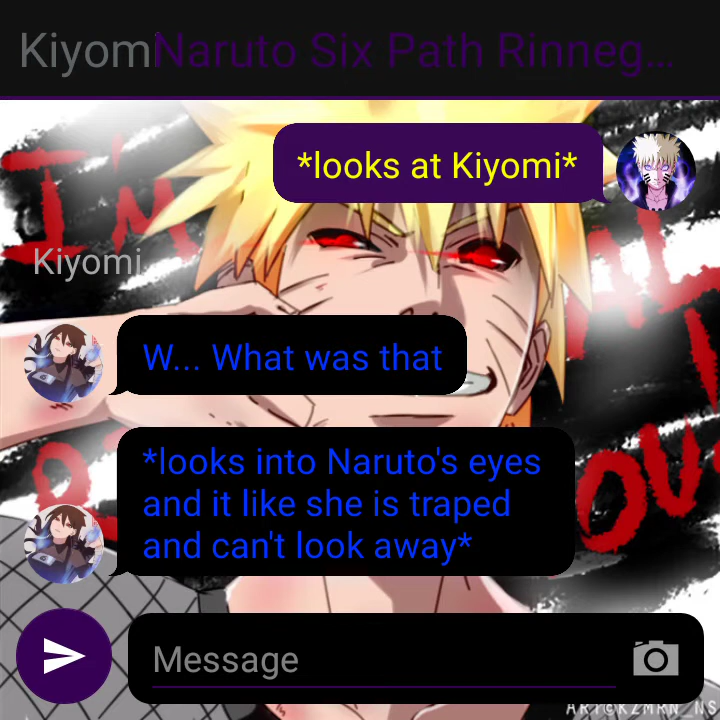 Kiyomi Naruto Six Path Rinneg...
*looks at Kiyomi*
I'M
Kiyomi
W... What was that
*looks into Naruto's eyes
and it like she is traped
and can't look away*
Message